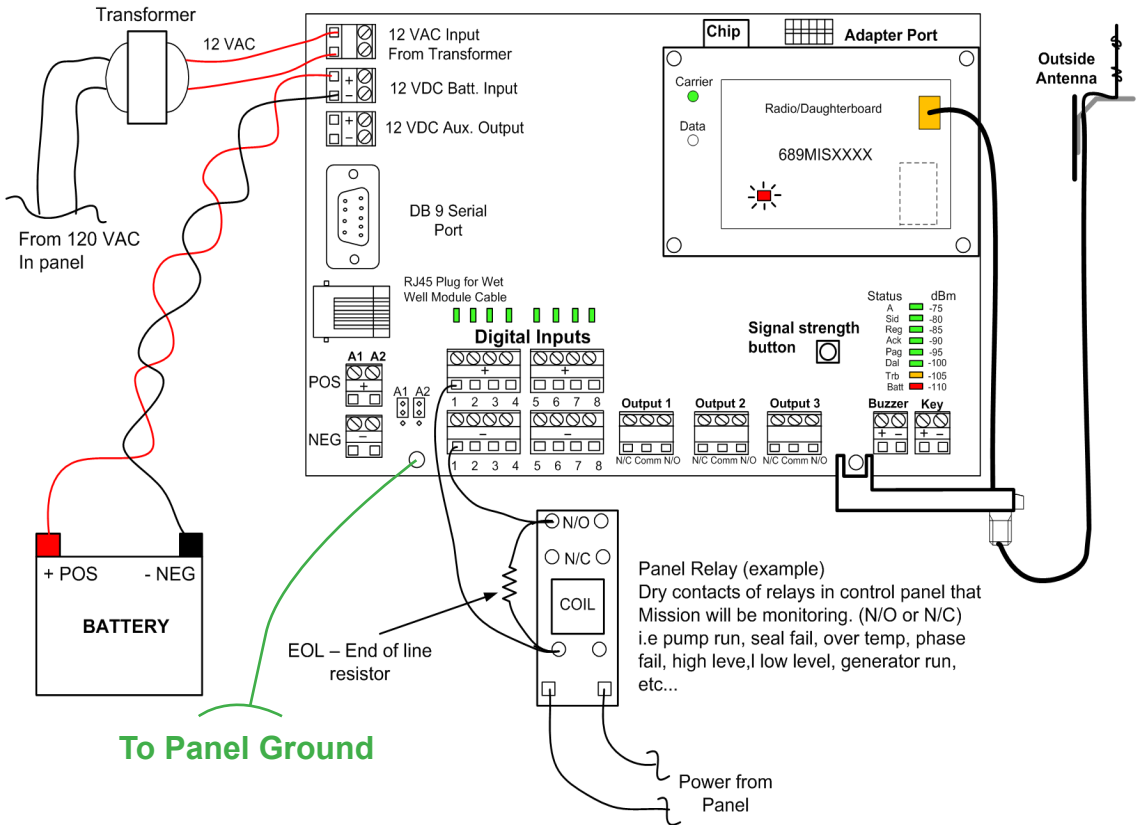 Transformer
12 VAC
12 VAC Input
From Transformer
12 VDC Batt. Input
12 VDC Aux. Output
+
−
+
−
From 120 VAC
In panel
DB 9 Serial
Port
RJ45 Plug for Wet
Well Module Cable
Chip
Adapter Port
Carrier
Data
Radio/Daughterboard
689MISXXXX
Outside
Antenna
Digital Inputs
+
+
1 2 3 4 5 6 7 8
−
−
1 2 3 4 5 6 7 8
A1 A2
POS
+
NEG
−
A1 A2
Signal strength
button
Status dBm
A -75
Sid -80
Reg -85
Ack -90
Pag -95
Dal -100
Trb -105
Batt -110
Output 1
N/C Comm N/O
Output 2
N/C Comm N/O
Output 3
N/C Comm N/O
Buzzer Key
+ − + −
+ POS - NEG
BATTERY
To Panel Ground
EOL – End of line
resistor
N/O
N/C
COIL
Panel Relay (example)
Dry contacts of relays in control panel that
Mission will be monitoring. (N/O or N/C)
i.e pump run, seal fail, over temp, phase
fail, high leve,l low level, generator run,
etc...
Power from
Panel